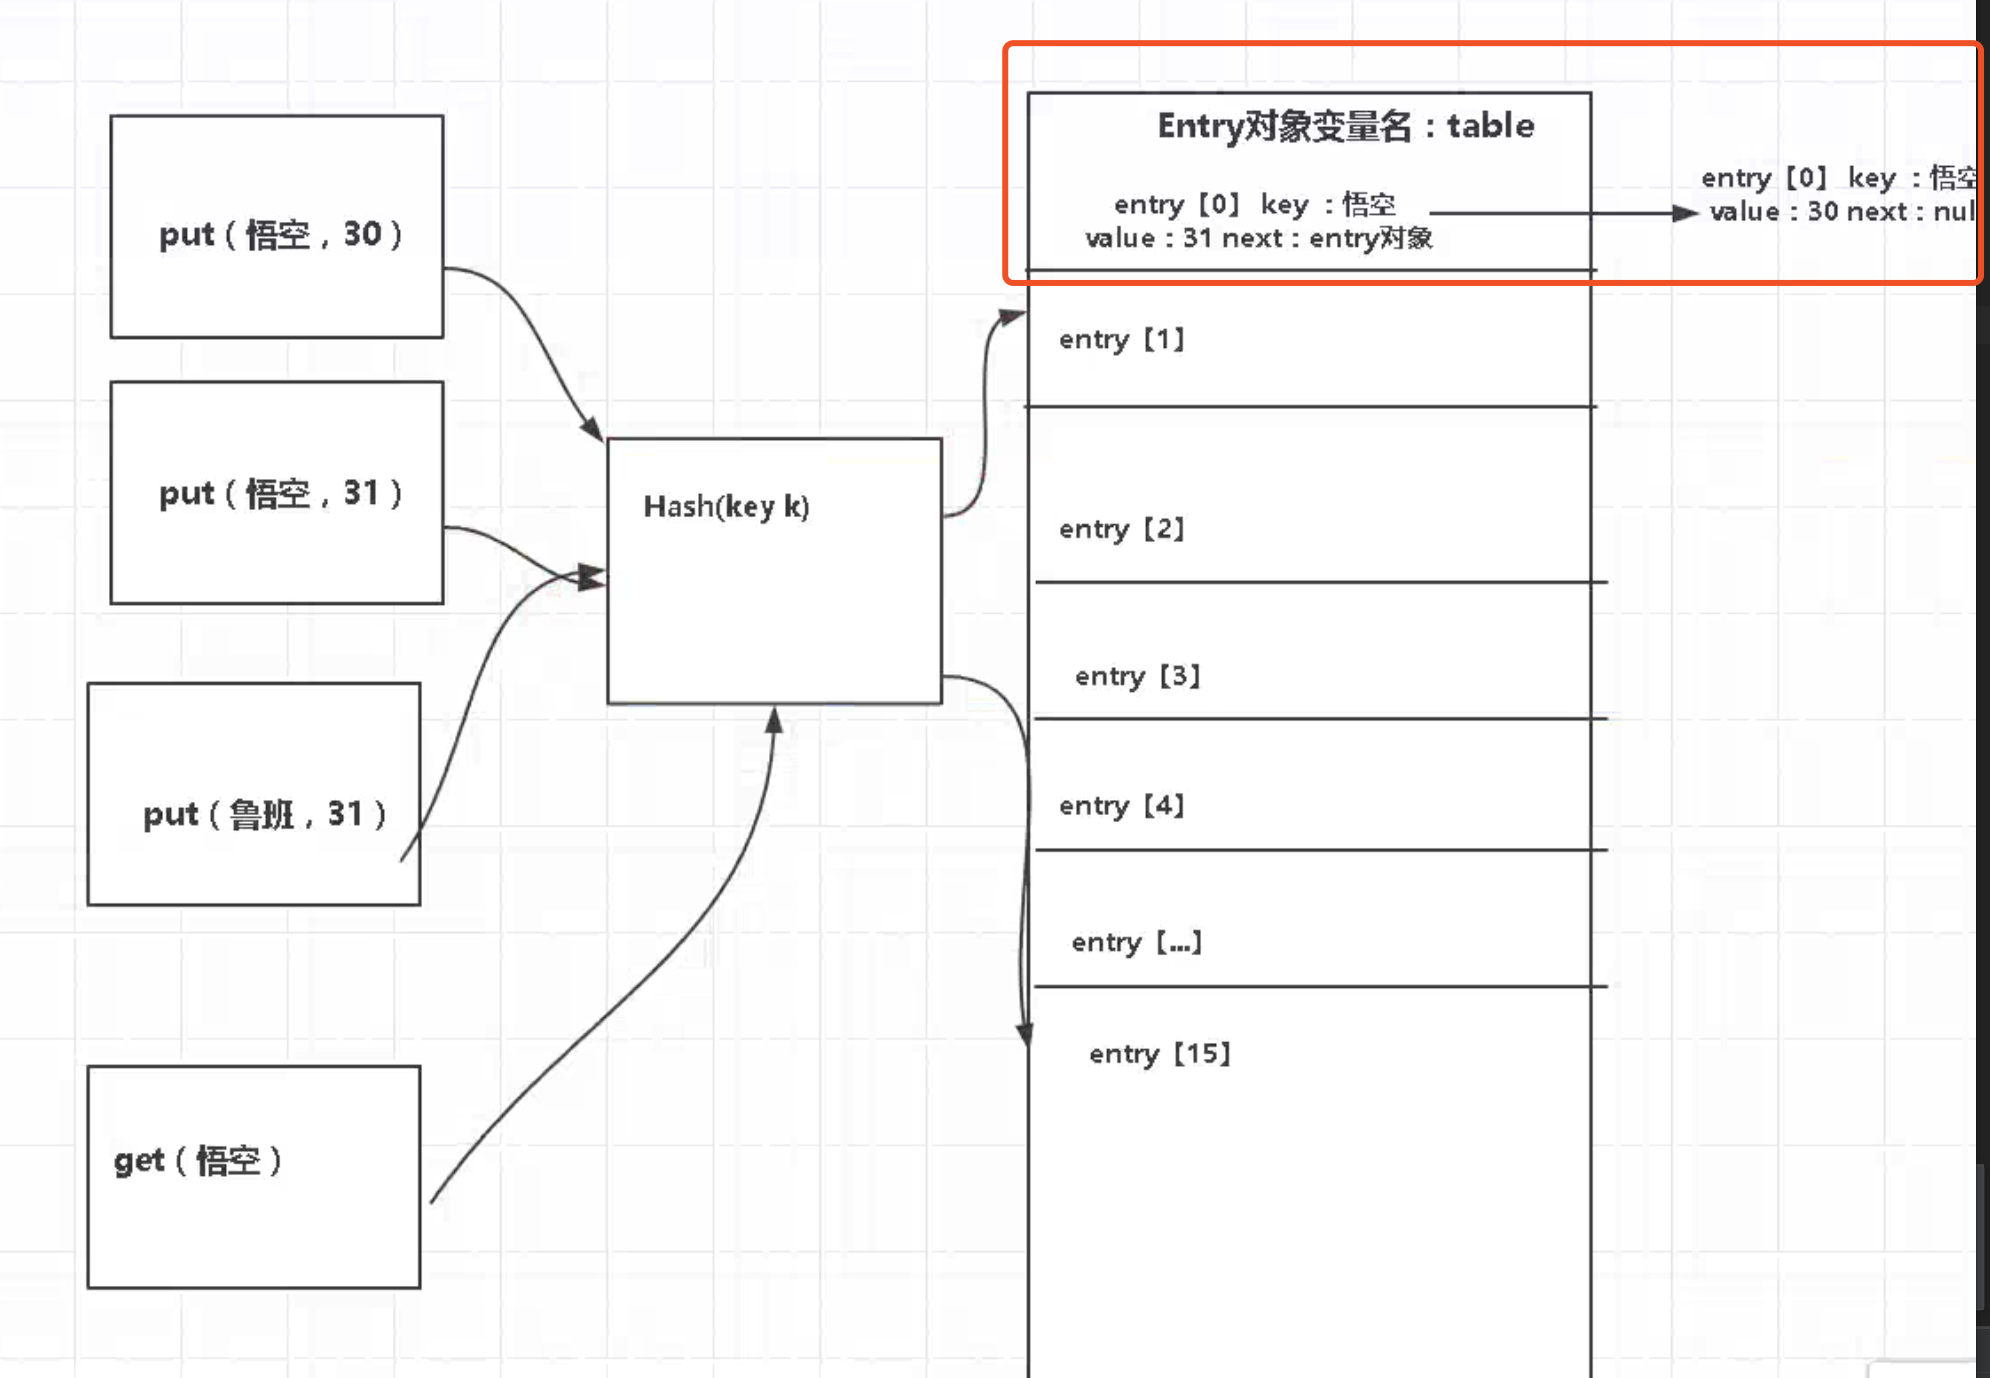 put（悟空，30）
put（悟空，31）
put（鲁班，31）
get（悟空）
Hash(key k)
Entry对象变量名：table
entry【0】 key ：悟空
value：31 next：entry对象
entry【0】 key ：悟空
value：30 next：nul
entry【1】
entry【2】
entry【3】
entry【4】
entry【...】
entry【15】